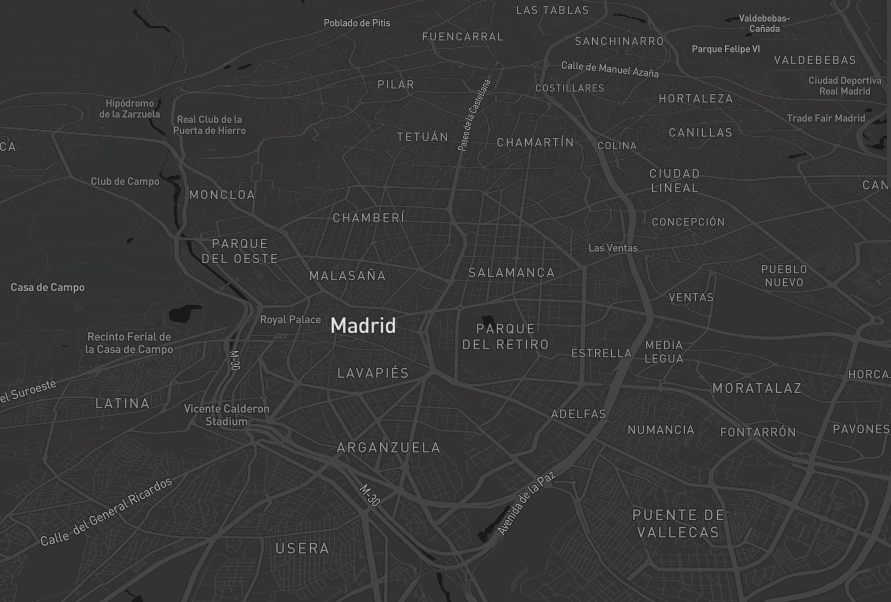 LAS TABLAS
Poblado de Pitis
Valdebebas-
Cañada
FUENCARRAL
SANCHINARRO
Parque Felipe VI
VALDEBEBAS
Calle de Manuel Azaña
PILAR
COSTILLARES
Ciudad Deportiva
Real Madrid
HORTALEZA
Hipódromo
de la Zarzuela
Real Club de la
Puerta de Hierro
Paseo de la Castellana
Trade Fair Madrid
TETUÁN
CHAMARTÍN
CANILLAS
COLINA
CA
Club de Campo
CIUDAD
LINEAL
CAN
MONCLOA
CHAMBERÍ
CONCEPCIÓN
PARQUE
DEL OESTE
Las Ventas
MALASAÑA
SALAMANCA
PUEBLO
NUEVO
Casa de Campo
VENTAS
Royal Palace
Madrid
PARQUE
DEL RETIRO
Recinto Ferial de
la Casa de Campo
M-30
ESTRELLA
MEDIA
LEGUA
LAVAPIÉS
HORCA
el Suroeste
MORATALAZ
LATINA
Vicente Calderon
Stadium
ADELFAS
NUMANCIA
FONTARRÓN
PAVONES
ARGANZUELA
M-30
Avenida de la Paz
Calle del General Ricardos
PUENTE DE
VALLECAS
USERA